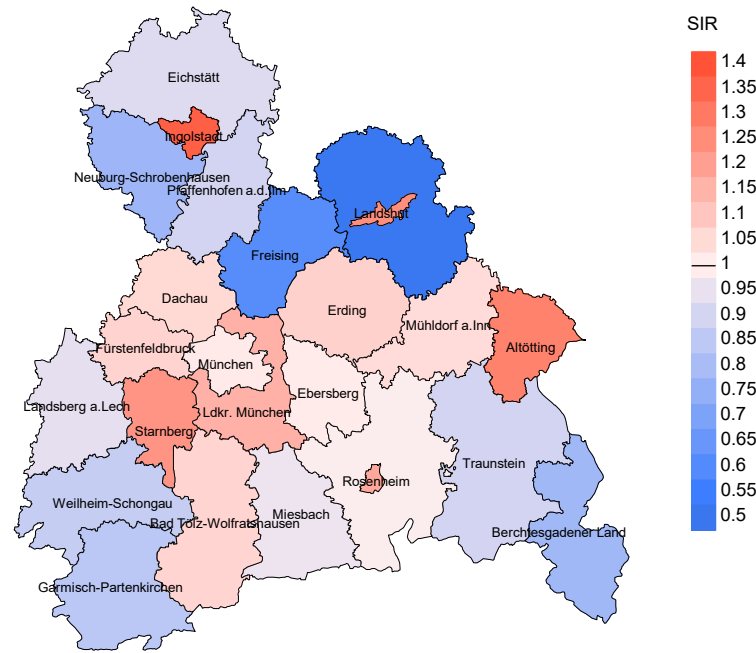 SIR
Eichstätt
Ingolstadt
Neuburg-Schrobenhausen
Pfaffenhofen a.d.Ilm
Landshut
Freising
Dachau
Erding
Mühldorf a.Inn
Altötting
Fürstenfeldbruck
München
Ebersberg
Landsberg a.Lech
Ldkr. München
Starnberg
Traunstein
Rosenheim
Weilheim-Schongau
Miesbach
Bad Tölz-Wolfratshausen
Berchtesgadener Land
Garmisch-Partenkirchen
1.4
1.35
1.3
1.25
1.2
1.15
1.1
1.05
1
0.95
0.9
0.85
0.8
0.75
0.7
0.65
0.6
0.55
0.5